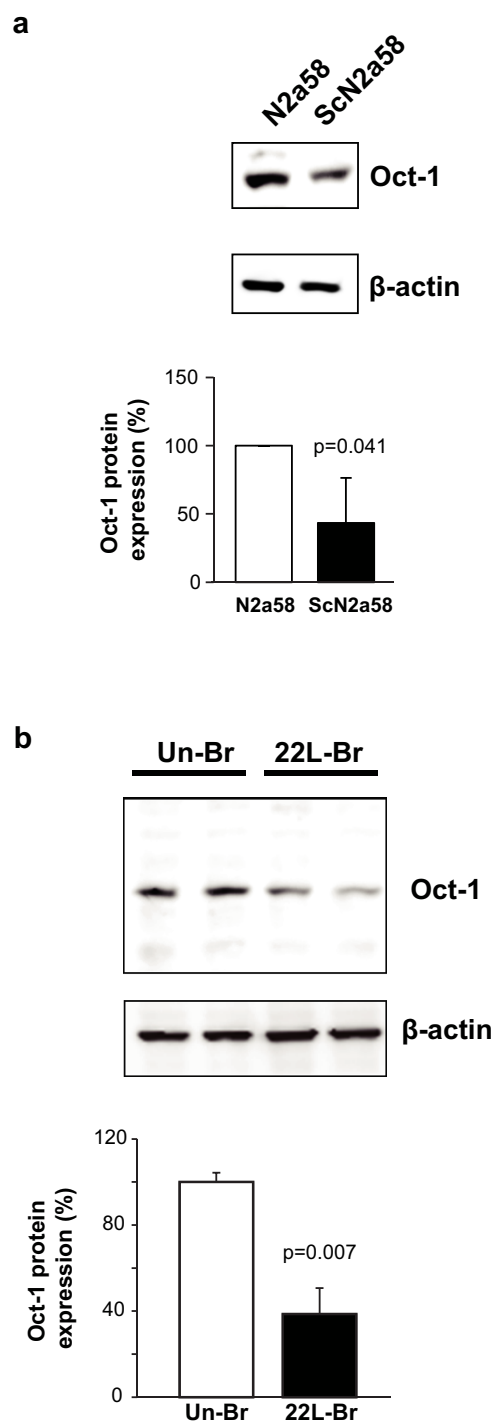 a
N2a58
ScN2a58
Oct-1
β-actin
150
100
50
0
Oct-1 protein
expression (%)
p=0.041
N2a58 ScN2a58
b
Un-Br 22L-Br
Oct-1
β-actin
120
80
40
0
Oct-1 protein
expression (%)
p=0.007
Un-Br 22L-Br